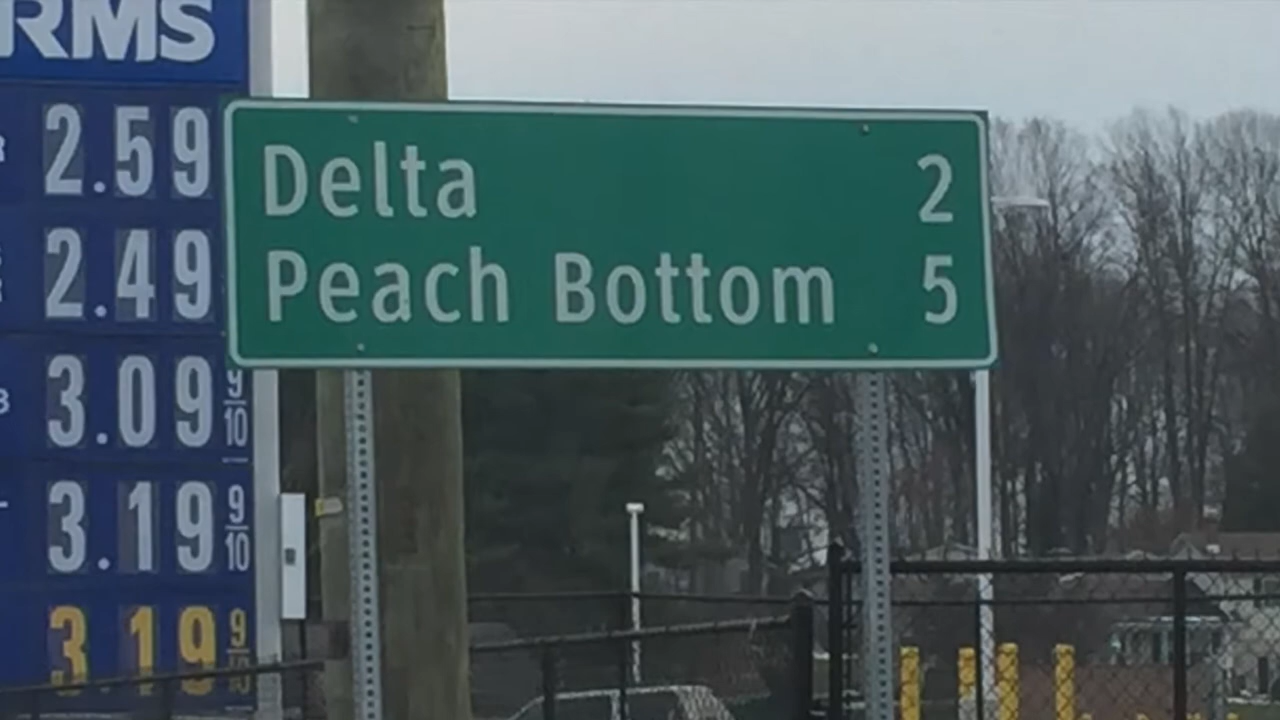 RMS
2.59
2.49
3.09 9/10
3.19 9/10
3.19 9/10
Delta 2
Peach Bottom 5